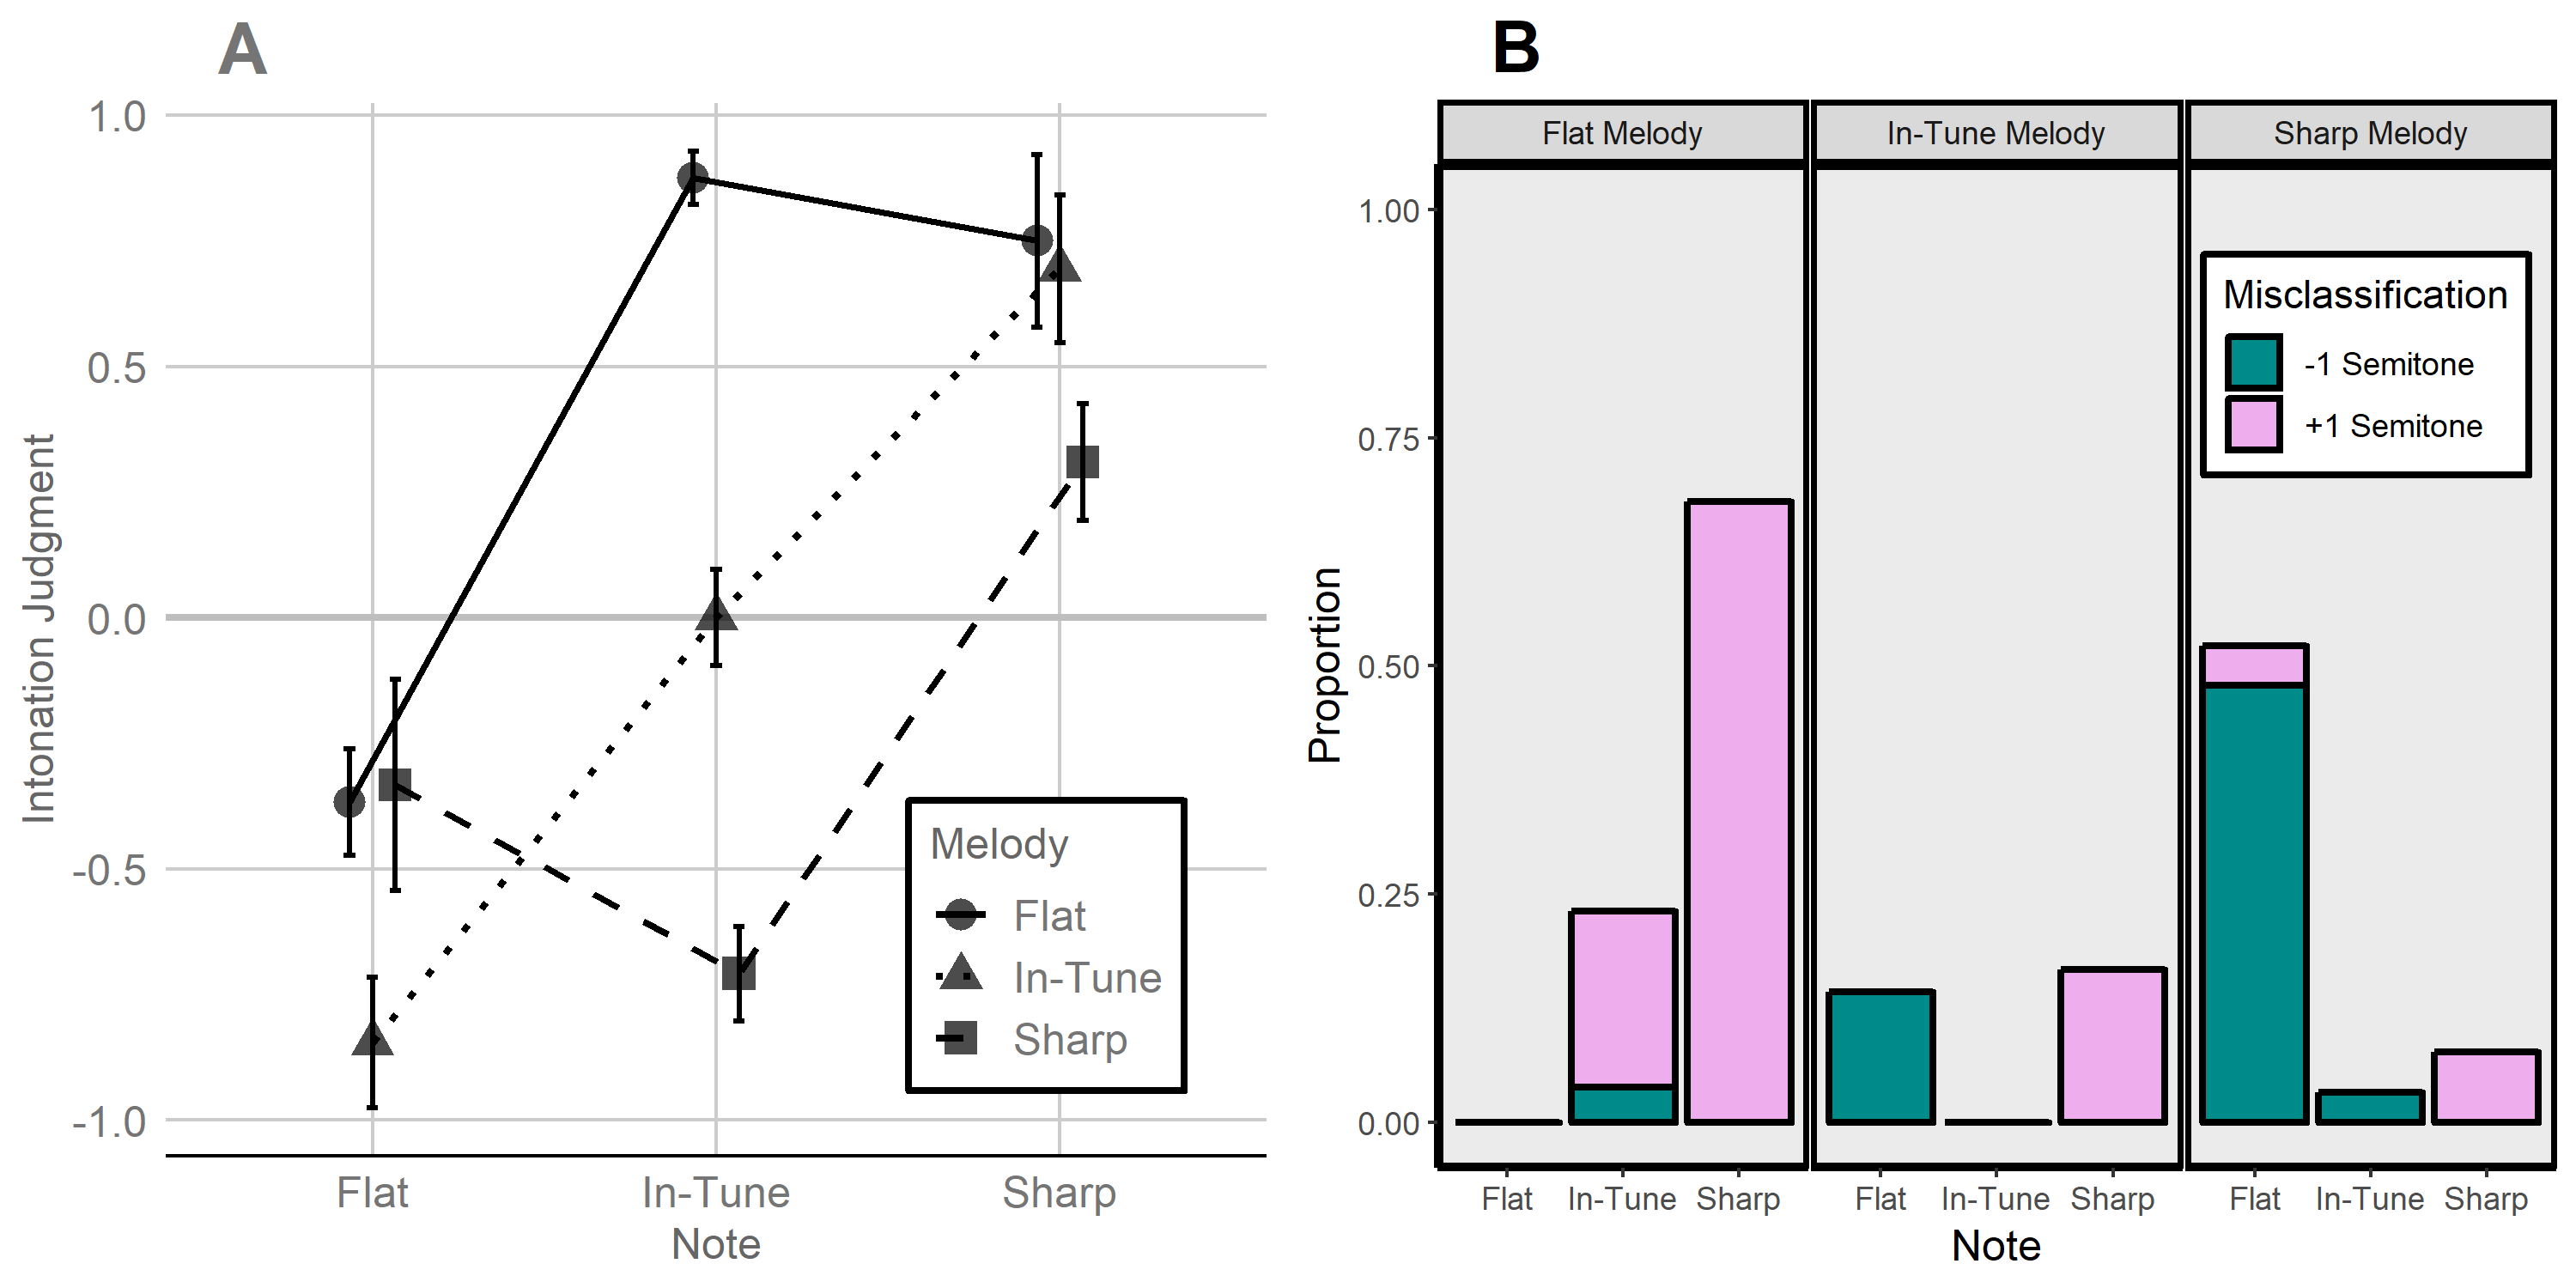 A
1.0
0.5
0.0
-0.5
-1.0
Intonation Judgment
Flat
In-Tune
Sharp
Note
Melody
Flat
In-Tune
Sharp
B
Flat Melody
In-Tune Melody
Sharp Melody
1.00
0.75
0.50
0.25
0.00
Proportion
Misclassification
-1 Semitone
+1 Semitone
Flat In-Tune Sharp
Flat In-Tune Sharp
Flat In-Tune Sharp
Note